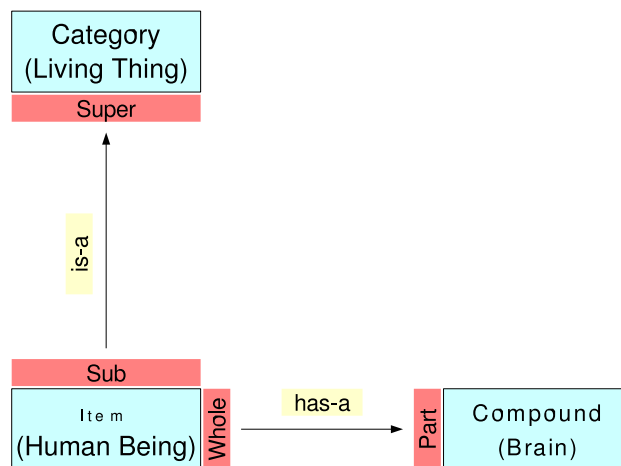 Category
(Living Thing)
Super
is-a
Sub
Item
(Human Being)
Whole
has-a
Part
Compound
(Brain)